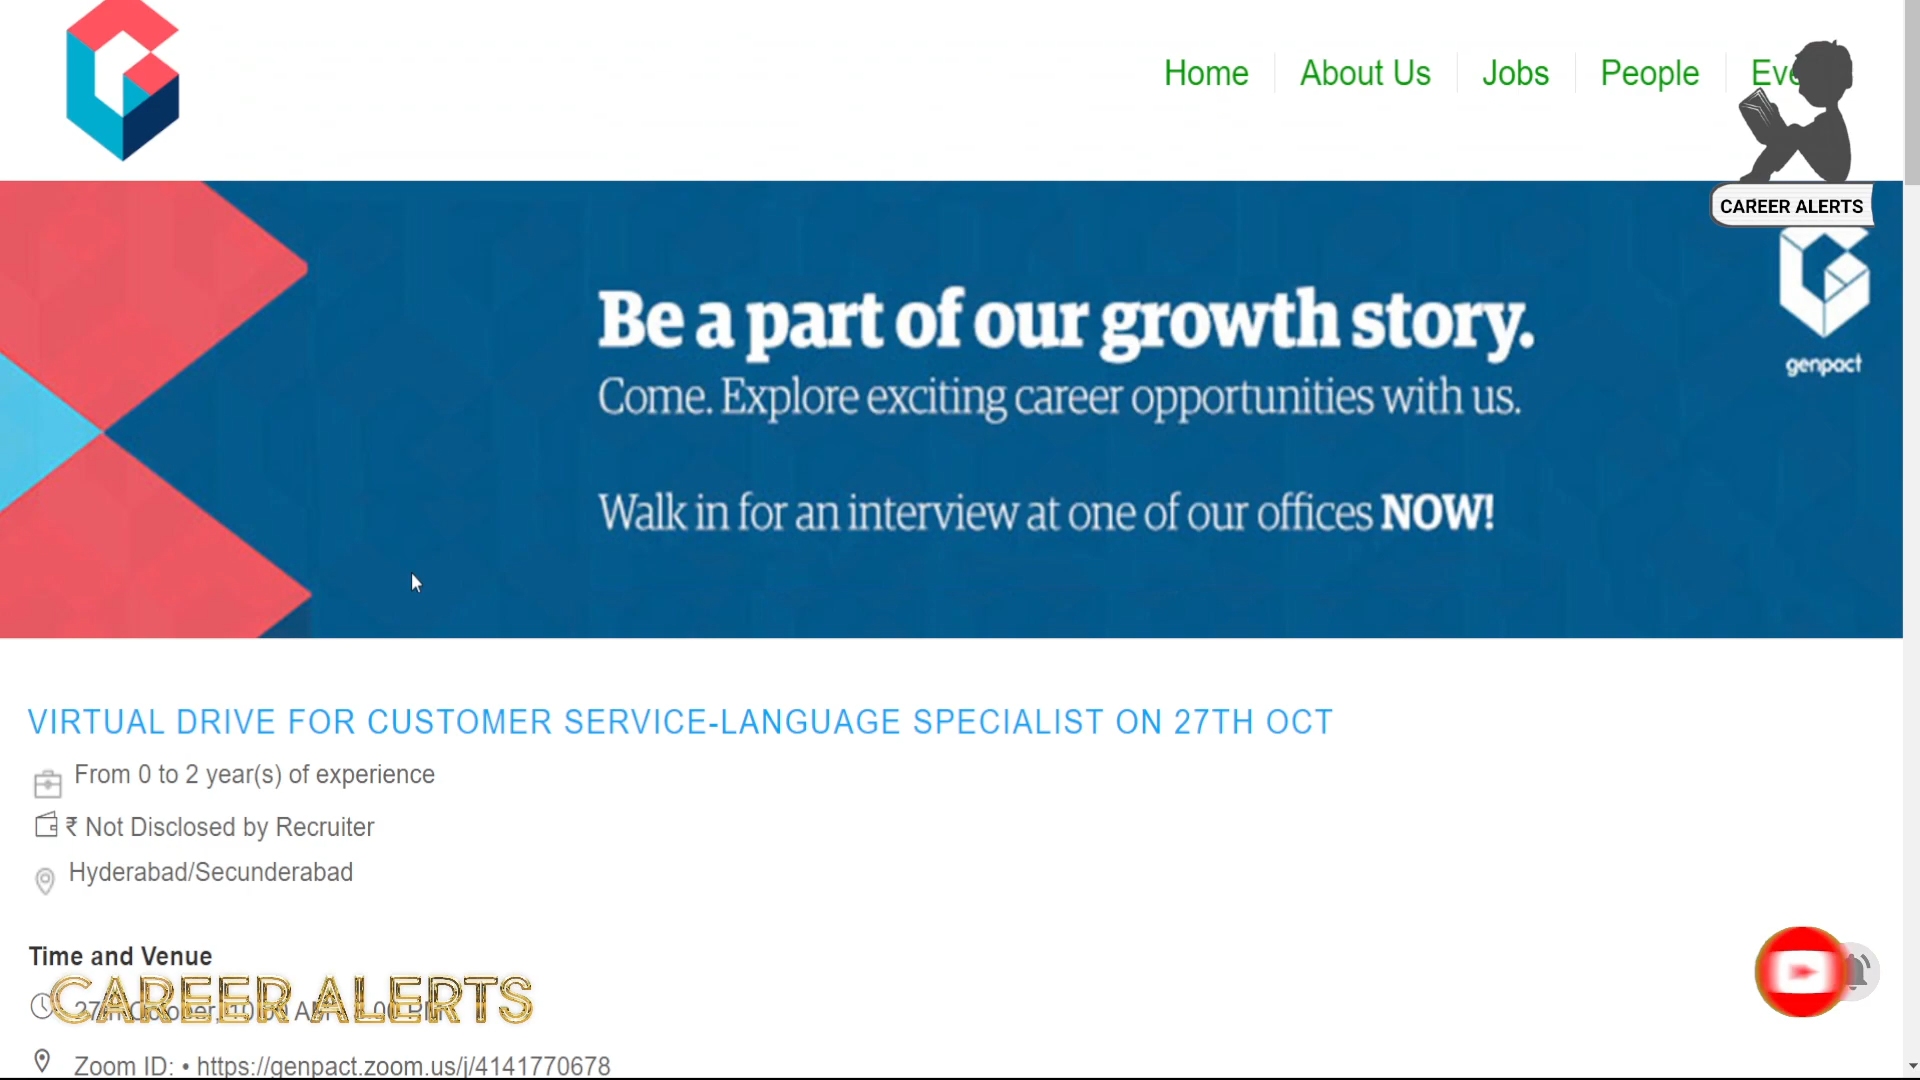 Home
About Us
Jobs
People
CAREER ALERTS
Be a part of our growth story.
Come. Explore exciting career opportunities with us.
Walk in for an interview at one of our offices NOW!
genpact
VIRTUAL DRIVE FOR CUSTOMER SERVICE-LANGUAGE SPECIALIST ON 27TH OCT
From 0 to 2 year(s) of experience
₹ Not Disclosed by Recruiter
Hyderabad/Secunderabad
Time and Venue
CAREER ALERTS
Zoom ID: • https://genpact.zoom.us/j/4141770678